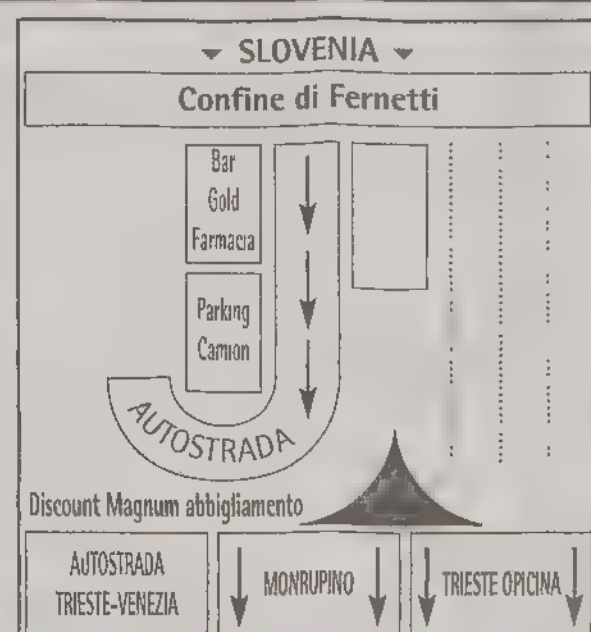 SLOVENIA
Confine di Fernetti
Bar
Gold
Farmacia
Parking
Camion
AUTOSTRADA
Discount Magnum abbigliamento
AUTOSTRADA
TRIESTE-VENEZIA
MONRUPINO
TRIESTE OPICINA